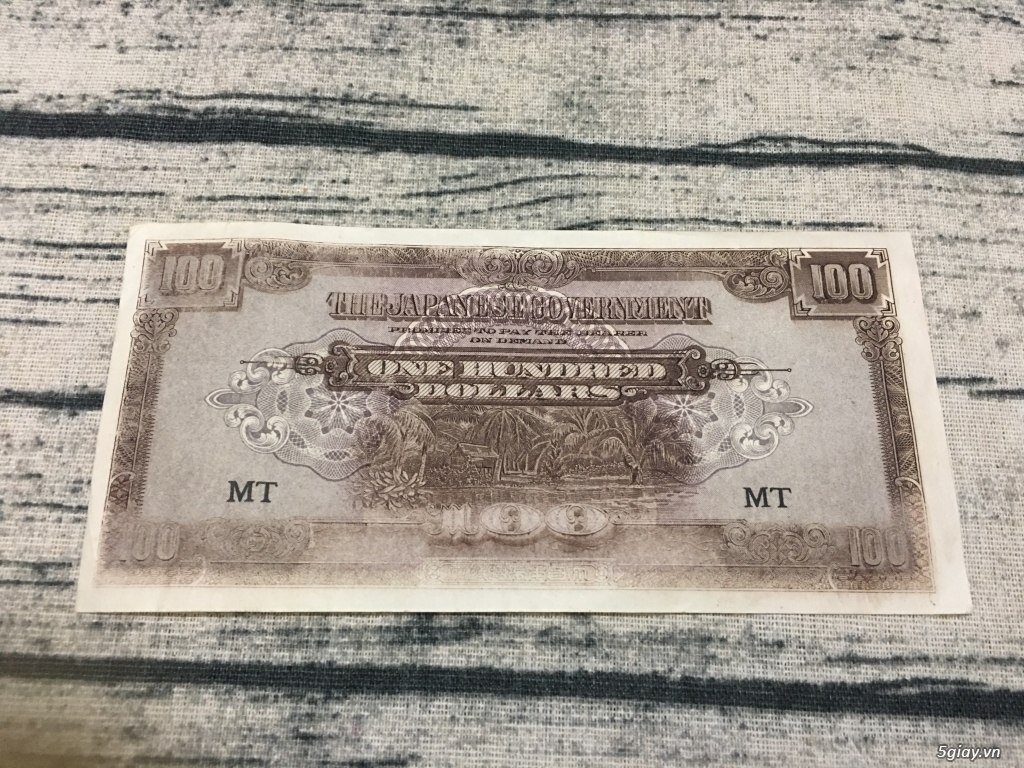 100 100
THE JAPANESE GOVERNMENT
PROMISES TO PAY THE BEARER
ON DEMAND
ONE HUNDRED
DOLLARS
MT MT
100
100 100
5giay.vn